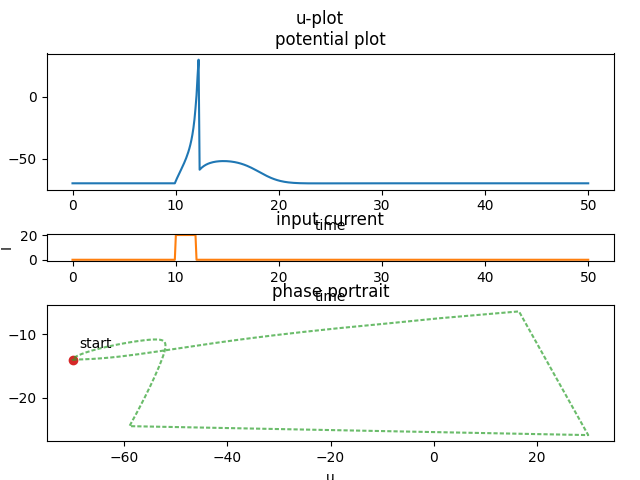 u-plot
potential plot
0
−50
0 10 20 30 40 50
time
input current
I
20
0
0 10 20 30 40 50
time
phase portrait
start
−10
−20
−60 −40 −20 0 20
u